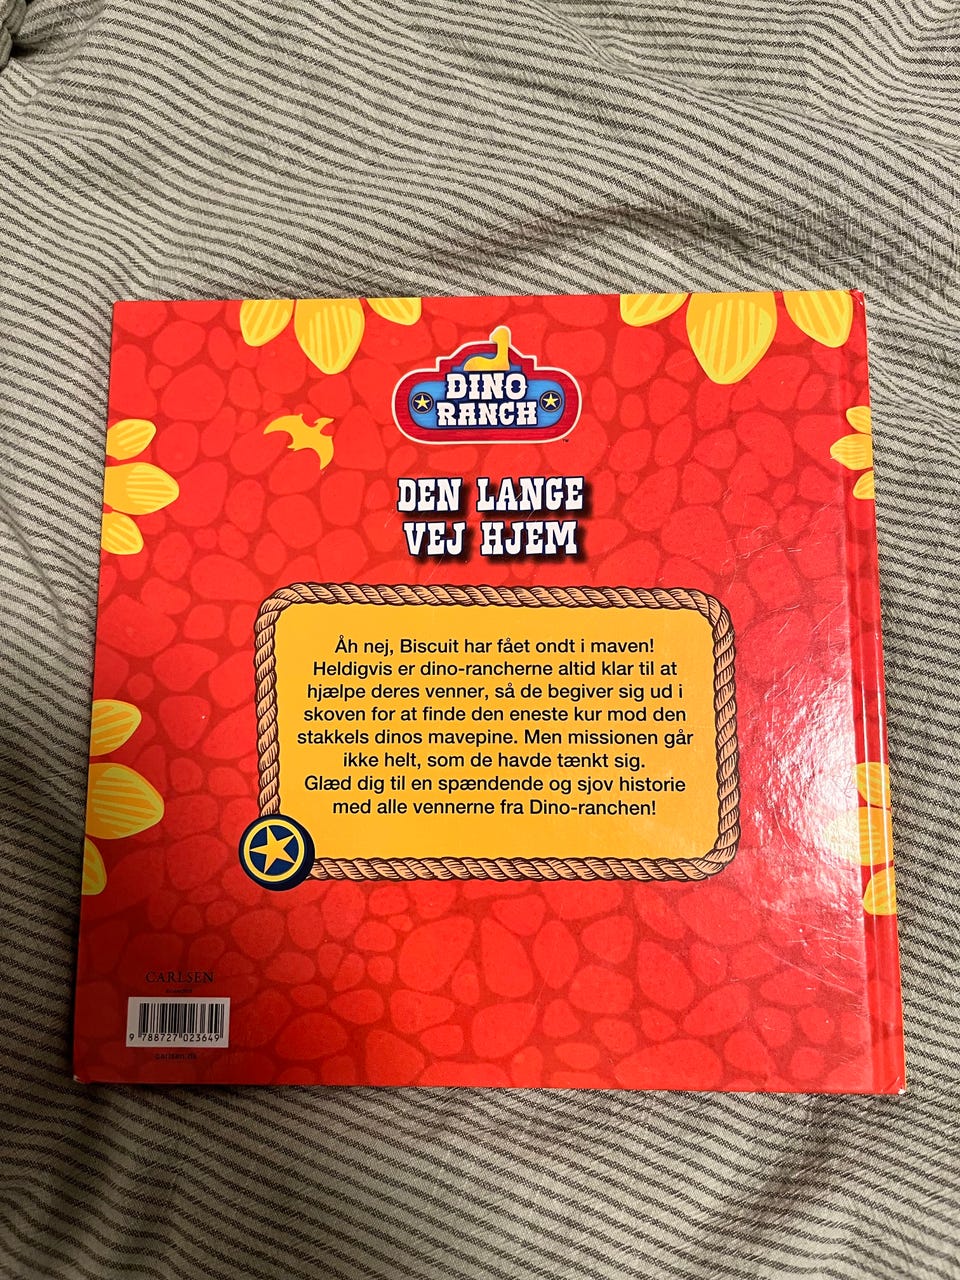 DINO
RANCH
TM
DEN LANGE
VEJ HJEM
Åh nej, Biscuit har fået ondt i maven!
Heldigvis er dino-rancherne altid klar til at
hjælpe deres venner, så de begiver sig ud i
skoven for at finde den eneste kur mod den
stakkels dinos mavepine. Men missionen går
ikke helt, som de havde tænkt sig.
Glæd dig til en spændende og sjov historie
med alle vennerne fra Dino-ranchen!
CARLSEN
9 788727 023649
carlsen.dk